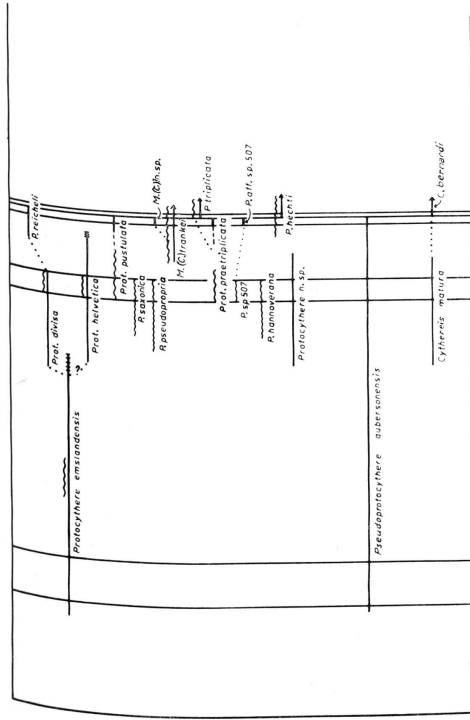 P. reicheli
Prot. divisa
Prot. helvetica
?
Protocythere emslandensis
Prot. pustulata
P. saxonica
P. pseudopropria
M.(C.) n.sp.
M.(C.) frankei
P. triplicata
Prot. praetriplicata
P. aff. sp. 507
P. sp 507
P. hannoverana
P. hechti
Protocythere n. sp.
Pseudoprotocythere aubersonensis
Cythereis matura
C. bernardi